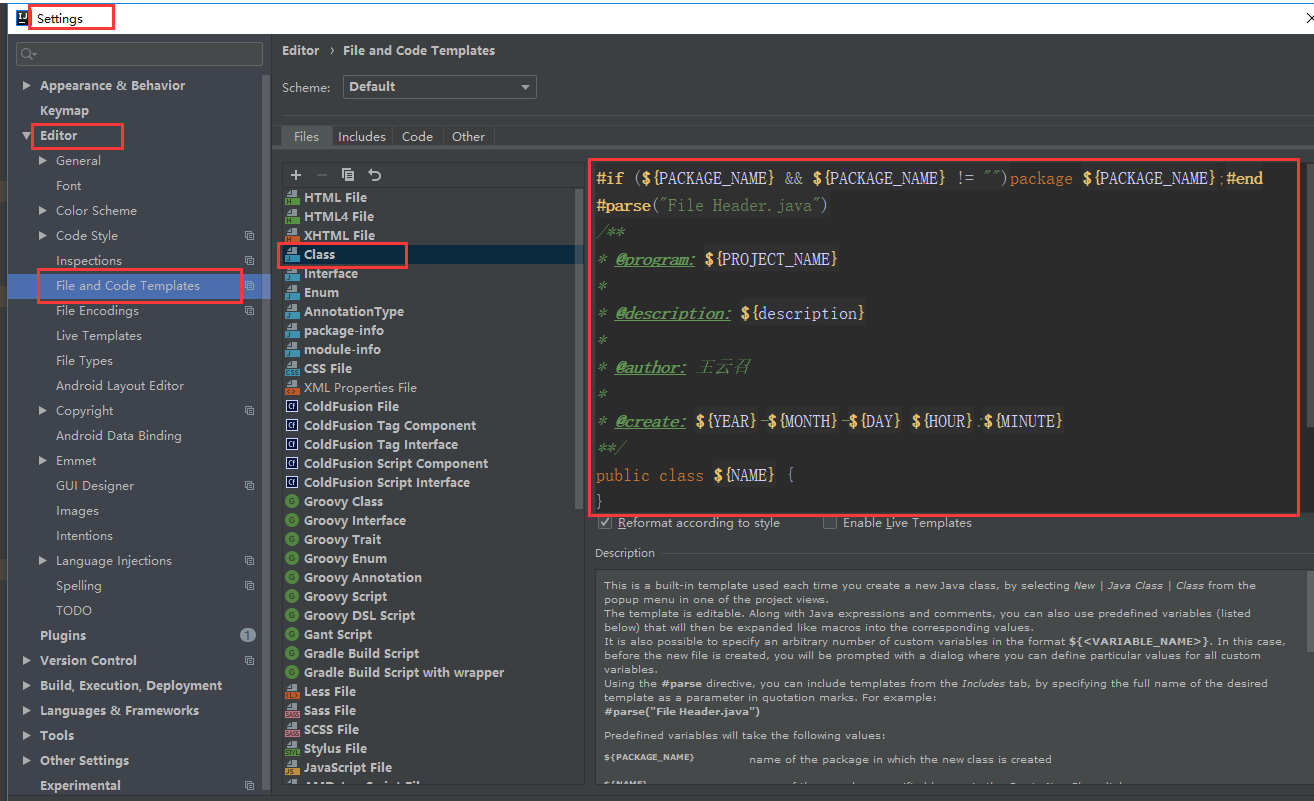 Settings
Appearance & Behavior
Keymap
Editor
General
Font
Color Scheme
Code Style
Inspections
File and Code Templates
File Encodings
Live Templates
File Types
Android Layout Editor
Copyright
Android Data Binding
Emmet
GUI Designer
Images
Intentions
Language Injections
Spelling
TODO
Plugins
1
Version Control
Build, Execution, Deployment
Languages & Frameworks
Tools
Other Settings
Experimental
Editor › File and Code Templates
Scheme: Default
Files Includes Code Other
HTML File
HTML4 File
XHTML File
Class
Interface
Enum
AnnotationType
package-info
module-info
CSS File
XML Properties File
ColdFusion File
ColdFusion Tag Component
ColdFusion Tag Interface
ColdFusion Script Component
ColdFusion Script Interface
Groovy Class
Groovy Interface
Groovy Trait
Groovy Enum
Groovy Annotation
Groovy Script
Groovy DSL Script
Gant Script
Gradle Build Script
Gradle Build Script with wrapper
Less File
Sass File
SCSS File
Stylus File
JavaScript File
#if (${PACKAGE_NAME} && ${PACKAGE_NAME} != "")package ${PACKAGE_NAME};#end
#parse("File Header.java")
/**
* @program: ${PROJECT_NAME}
*
* @description: ${description}
*
* @author: 王云召
*
* @create: ${YEAR}-${MONTH}-${DAY} ${HOUR}:${MINUTE}
**/
public class ${NAME} {
}
Reformat according to style Enable Live Templates
Description
This is a built-in template used each time you create a new Java class, by selecting New | Java Class | Class from the
popup menu in one of the project views.
The template is editable. Along with Java expressions and comments, you can also use predefined variables (listed
below) that will then be expanded like macros into the corresponding values.
It is also possible to specify an arbitrary number of custom variables in the format ${<VARIABLE_NAME>}. In this case,
before the new file is created, you will be prompted with a dialog where you can define particular values for all custom
variables.
Using the #parse directive, you can include templates from the Includes tab, by specifying the full name of the desired
template as a parameter in quotation marks. For example:
#parse("File Header.java")
Predefined variables will take the following values:
${PACKAGE_NAME} name of the package in which the new class is created